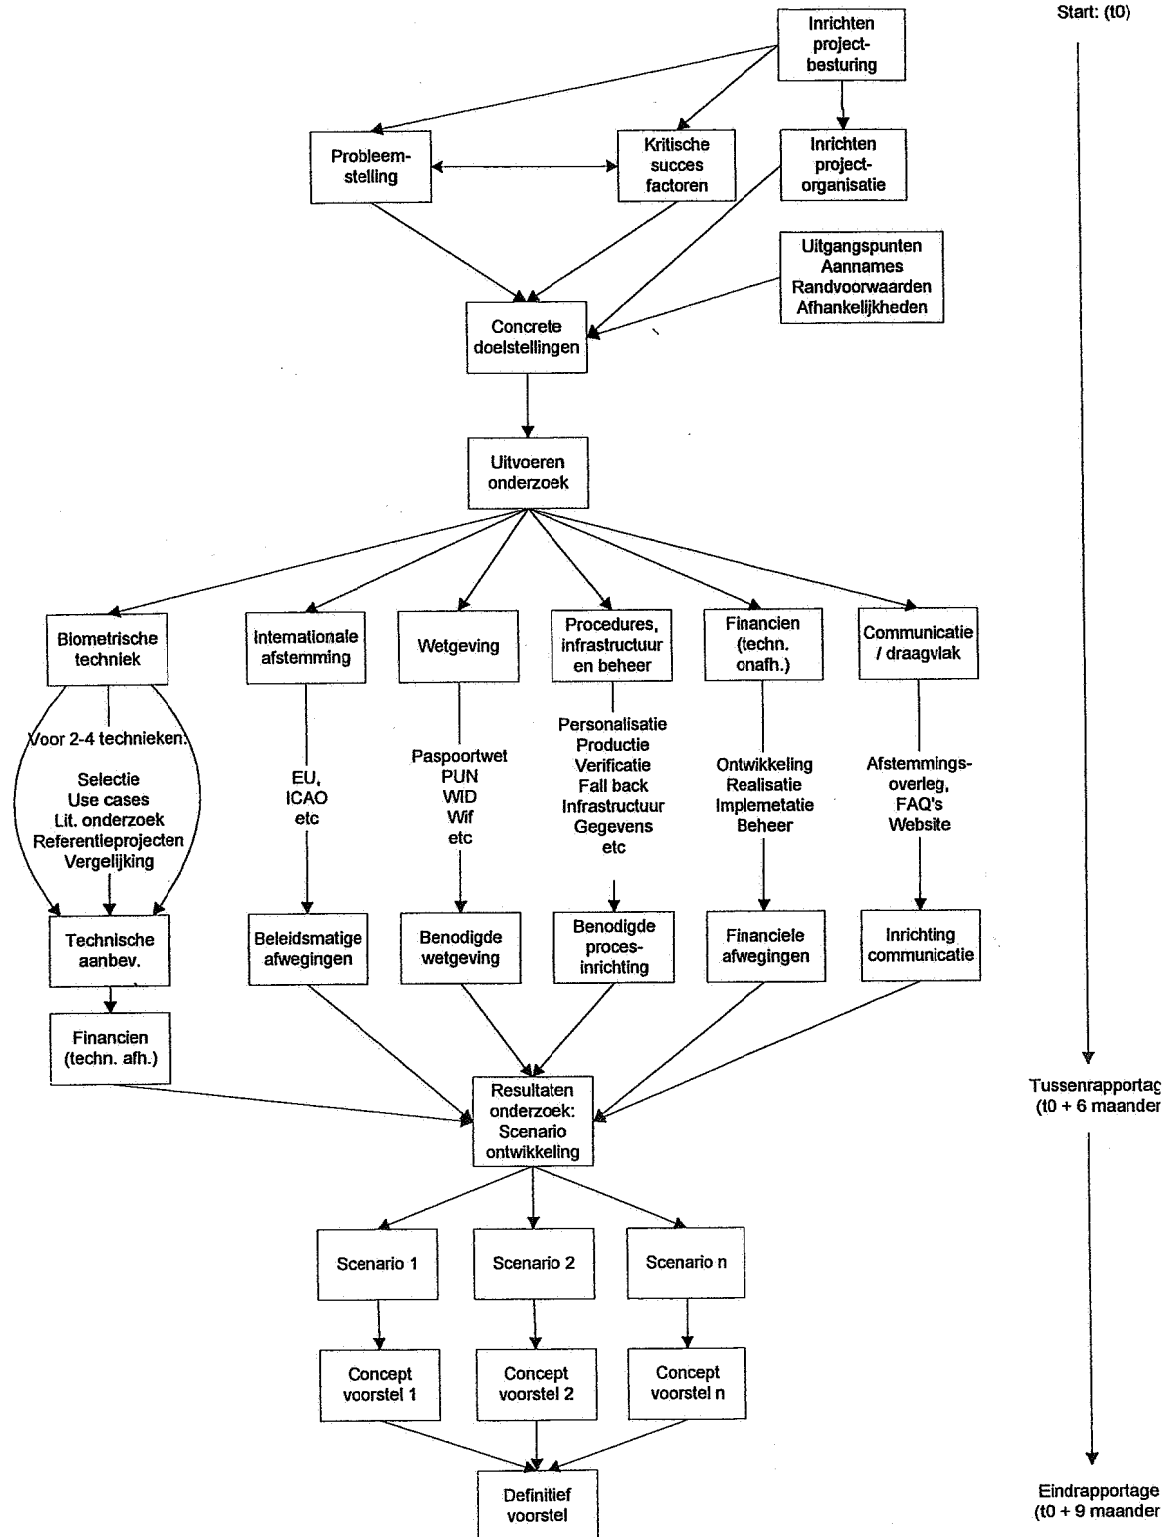 Start: (t0)
Inrichten
project-
besturing
Probleem-
stelling
Kritische
succes
factoren
Inrichten
project-
organisatie
Uitgangspunten
Aannames
Randvoorwaarden
Afhankelijkheden
Concrete
doelstellingen
Uitvoeren
onderzoek
Biometrische
techniek
Internationale
afstemming
Wetgeving
Procedures,
infrastructuur
en beheer
Financien
(techn.
onafh.)
Communicatie
/ draagvlak
Voor 2-4 technieken:
Selectie
Use cases
Lit. onderzoek
Referentieprojecten
Vergelijking
EU,
ICAO
etc
Paspoortwet
PUN
WID
Wif
etc
Personalisatie
Productie
Verificatie
Fall back
Infrastructuur
Gegevens
etc
Ontwikkeling
Realisatie
Implemetatie
Beheer
Afstemmings-
overleg,
FAQ's
Website
Technische
aanbev.
Beleidsmatige
afwegingen
Benodigde
wetgeving
Benodigde
proces-
inrichting
Financiele
afwegingen
Inrichting
communicatie
Financien
(techn. afh.)
Resultaten
onderzoek:
Scenario
ontwikkeling
Tussenrapportag
(t0 + 6 maander
Scenario 1
Scenario 2
Scenario n
Concept
voorstel 1
Concept
voorstel 2
Concept
voorstel n
Definitief
voorstel
Eindrapportage
(t0 + 9 maander